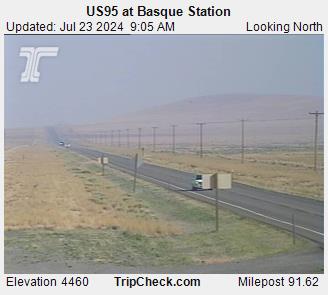 US95 at Basque Station
Updated: Jul 23 2024 9:05 AM Looking North
Elevation 4460 TripCheck.com Milepost 91.62